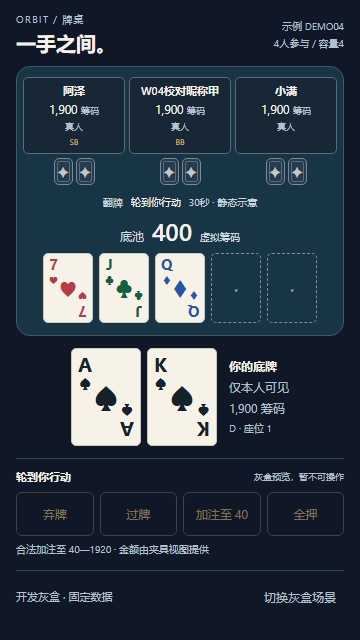 ORBIT / 牌桌
一手之间。
示例 DEMO04
4人参与 / 容量4
阿泽
1,900 筹码
真人
SB
W04校对昵称甲
1,900 筹码
真人
BB
小满
1,900 筹码
真人
翻牌 轮到你行动 30秒 · 静态示意
底池 400 虚拟筹码
7
7
J
J
Q
Q
A
A
K
K
你的底牌
仅本人可见
1,900 筹码
D · 座位 1
轮到你行动
灰盒预览，暂不可操作
弃牌
过牌
加注至 40
全押
合法加注至 40—1920 · 金额由夹具视图提供
开发灰盒 · 固定数据
切换灰盒场景